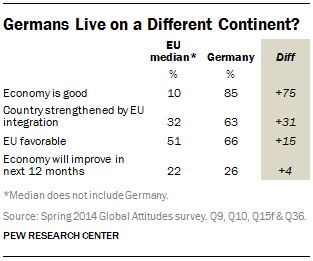 Germans Live on a Different Continent?
EU
median* Germany Diff
% %
Economy is good 10 85 +75
Country strengthened by EU
integration 32 63 +31
EU favorable 51 66 +15
Economy will improve in
next 12 months 22 26 +4
*Median does not include Germany.
Source: Spring 2014 Global Attitudes survey. Q9, Q10, Q15f & Q36.
PEW RESEARCH CENTER